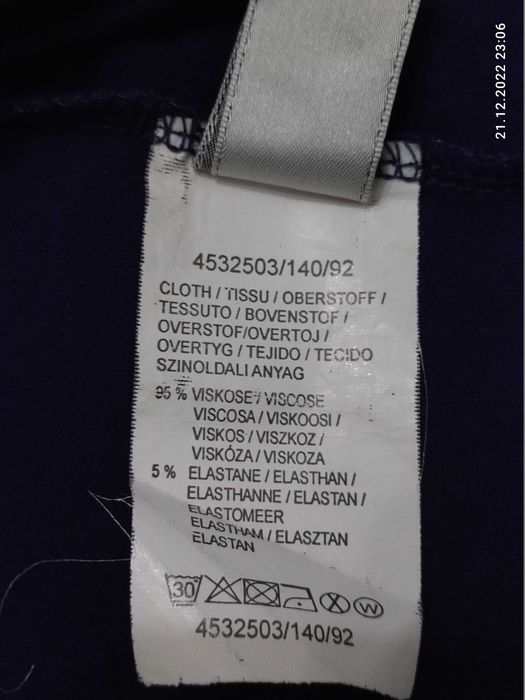 21.12.2022 23:06
4532503/140/92
CLOTH / TISSU / OBERSTOFF /
TESSUTO / BOVENSTOF /
OVERSTOF/OVERTOJ /
OVERTYG / TEJIDO / TECIDO
SZINOLDALI ANYAG
95 % VISKOSE / VISCOSE
VISCOSA / VISKOOSI /
VISKOS / VISZKOZ /
VISKÓZA / VISKOZA
5 % ELASTANE / ELASTHAN /
ELASTHANNE / ELASTAN /
ELASTOMEER
ELASTHAM / ELASZTAN
ELASTAN
30 X W
4532503/140/92